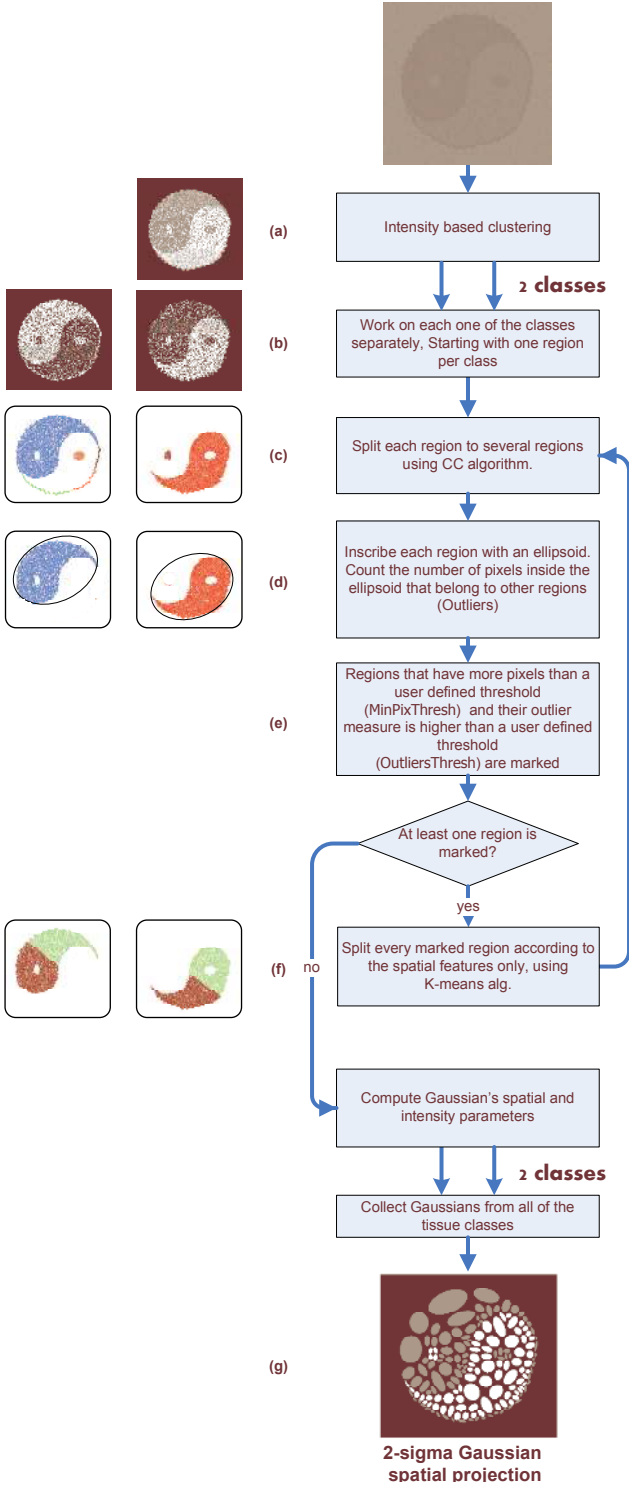 (a)
Intensity based clustering
2 classes
(b)
Work on each one of the classes
separately, Starting with one region
per class
(c)
Split each region to several regions
using CC algorithm.
(d)
Inscribe each region with an ellipsoid.
Count the number of pixels inside the
ellipsoid that belong to other regions
(Outliers)
(e)
Regions that have more pixels than a
user defined threshold
(MinPixThresh) and their outlier
measure is higher than a user defined
threshold
(OutliersThresh) are marked
At least one region is
marked?
yes
(f)
no
Split every marked region according to
the spatial features only, using
K-means alg.
Compute Gaussian's spatial and
intensity parameters
2 classes
Collect Gaussians from all of the
tissue classes
(g)
2-sigma Gaussian
spatial projection